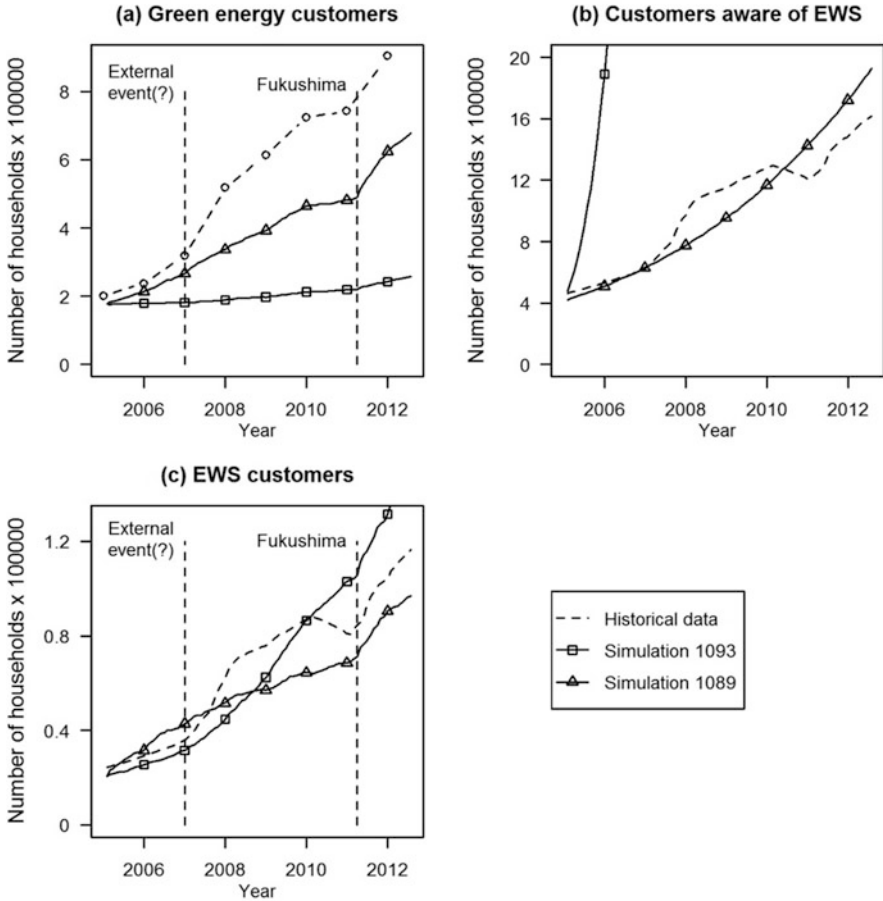 (a) Green energy customers
Number of households x 100000
8
6
4
2
0
External
event(?)
Fukushima
2006 2008 2010 2012
Year
(b) Customers aware of EWS
Number of households x 100000
20
16
12
8
4
0
2006 2008 2010 2012
Year
(c) EWS customers
Number of households x 100000
1.2
0.8
0.4
0
External
event(?)
Fukushima
2006 2008 2010 2012
Year
Historical data
Simulation 1093
Simulation 1089